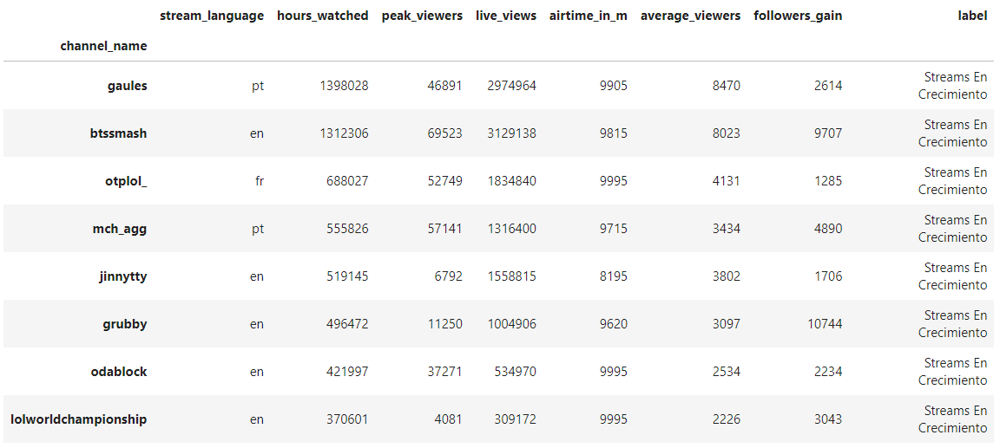 stream_language hours_watched peak_viewers live_views airtime_in_m average_viewers followers_gain label
channel_name
gaules pt 1398028 46891 2974964 9905 8470 2614 Streams En
Crecimiento
btssmash en 1312306 69523 3129138 9815 8023 9707 Streams En
Crecimiento
otplol_ fr 688027 52749 1834840 9995 4131 1285 Streams En
Crecimiento
mch_agg pt 555826 57141 1316400 9715 3434 4890 Streams En
Crecimiento
jinnytty en 519145 6792 1558815 8195 3802 1706 Streams En
Crecimiento
grubby en 496472 11250 1004906 9620 3097 10744 Streams En
Crecimiento
odablock en 421997 37271 534970 9995 2534 2234 Streams En
Crecimiento
lolworldchampionship en 370601 4081 309172 9995 2226 3043 Streams En
Crecimiento